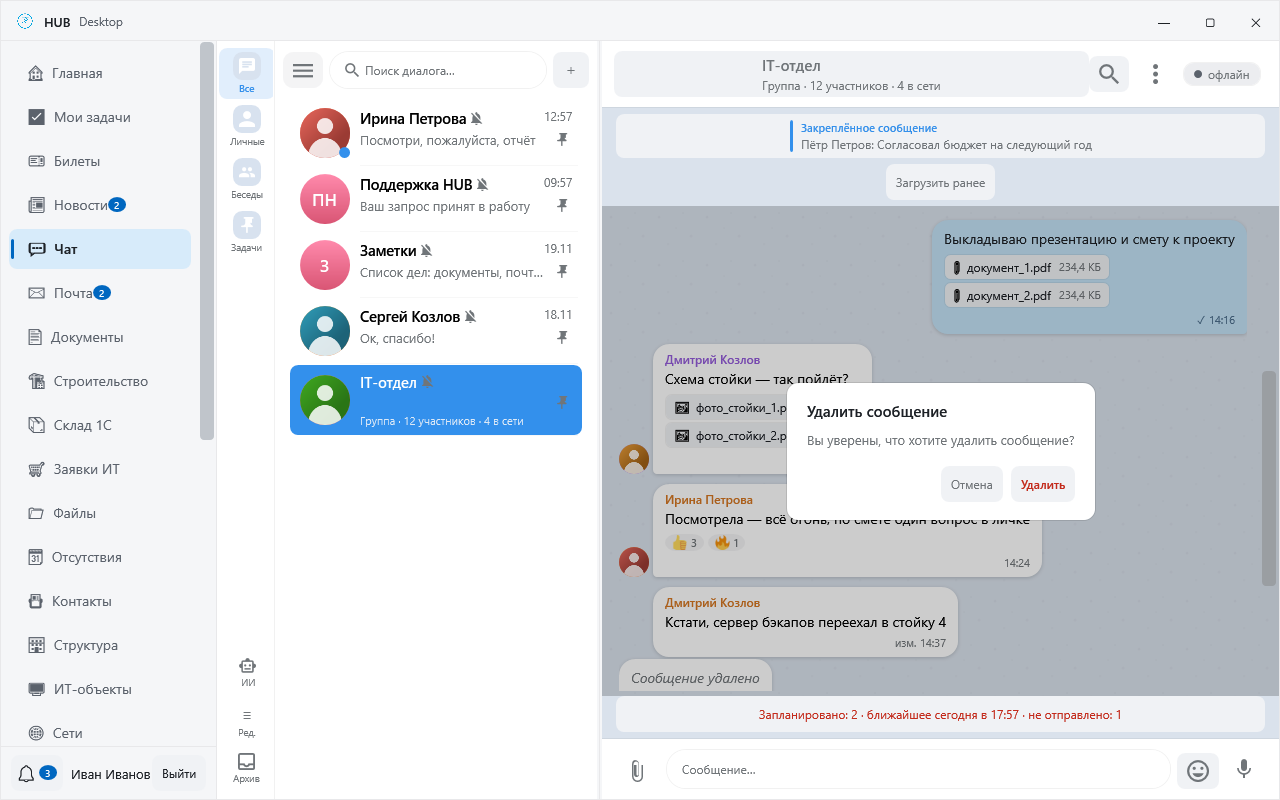 HUB Desktop
Главная
Мои задачи
Билеты
Новости 2
Чат
Почта 2
Документы
Строительство
Склад 1С
Заявки ИТ
Файлы
Отсутствия
31
Контакты
Структура
ИТ-объекты
Сети
3 Иван Иванов Выйти
Все
Личные
Беседы
Задачи
ИИ
Ред.
Архив
Поиск диалога...
+
Ирина Петрова 12:57
Посмотри, пожалуйста, отчёт
ПН
Поддержка HUB 09:57
Ваш запрос принят в работу
З
Заметки 19.11
Список дел: документы, почт...
Сергей Козлов 18.11
Ок, спасибо!
IT-отдел
Группа · 12 участников · 4 в сети
IT-отдел
Группа · 12 участников · 4 в сети
офлайн
Закреплённое сообщение
Пётр Петров: Согласовал бюджет на следующий год
Загрузить ранее
Выкладываю презентацию и смету к проекту
документ_1.pdf 234,4 КБ
документ_2.pdf 234,4 КБ
✓ 14:16
Дмитрий Козлов
Схема стойки — так пойдёт?
фото_стойки_1.p
фото_стойки_2.p
Удалить сообщение
Вы уверены, что хотите удалить сообщение?
Отмена Удалить
Ирина Петрова
Посмотрела — всё огонь, по смете один вопрос в личке
👍 3 🔥 1
14:24
Дмитрий Козлов
Кстати, сервер бэкапов переехал в стойку 4
изм. 14:37
Сообщение удалено
Запланировано: 2 · ближайшее сегодня в 17:57 · не отправлено: 1
Сообщение...